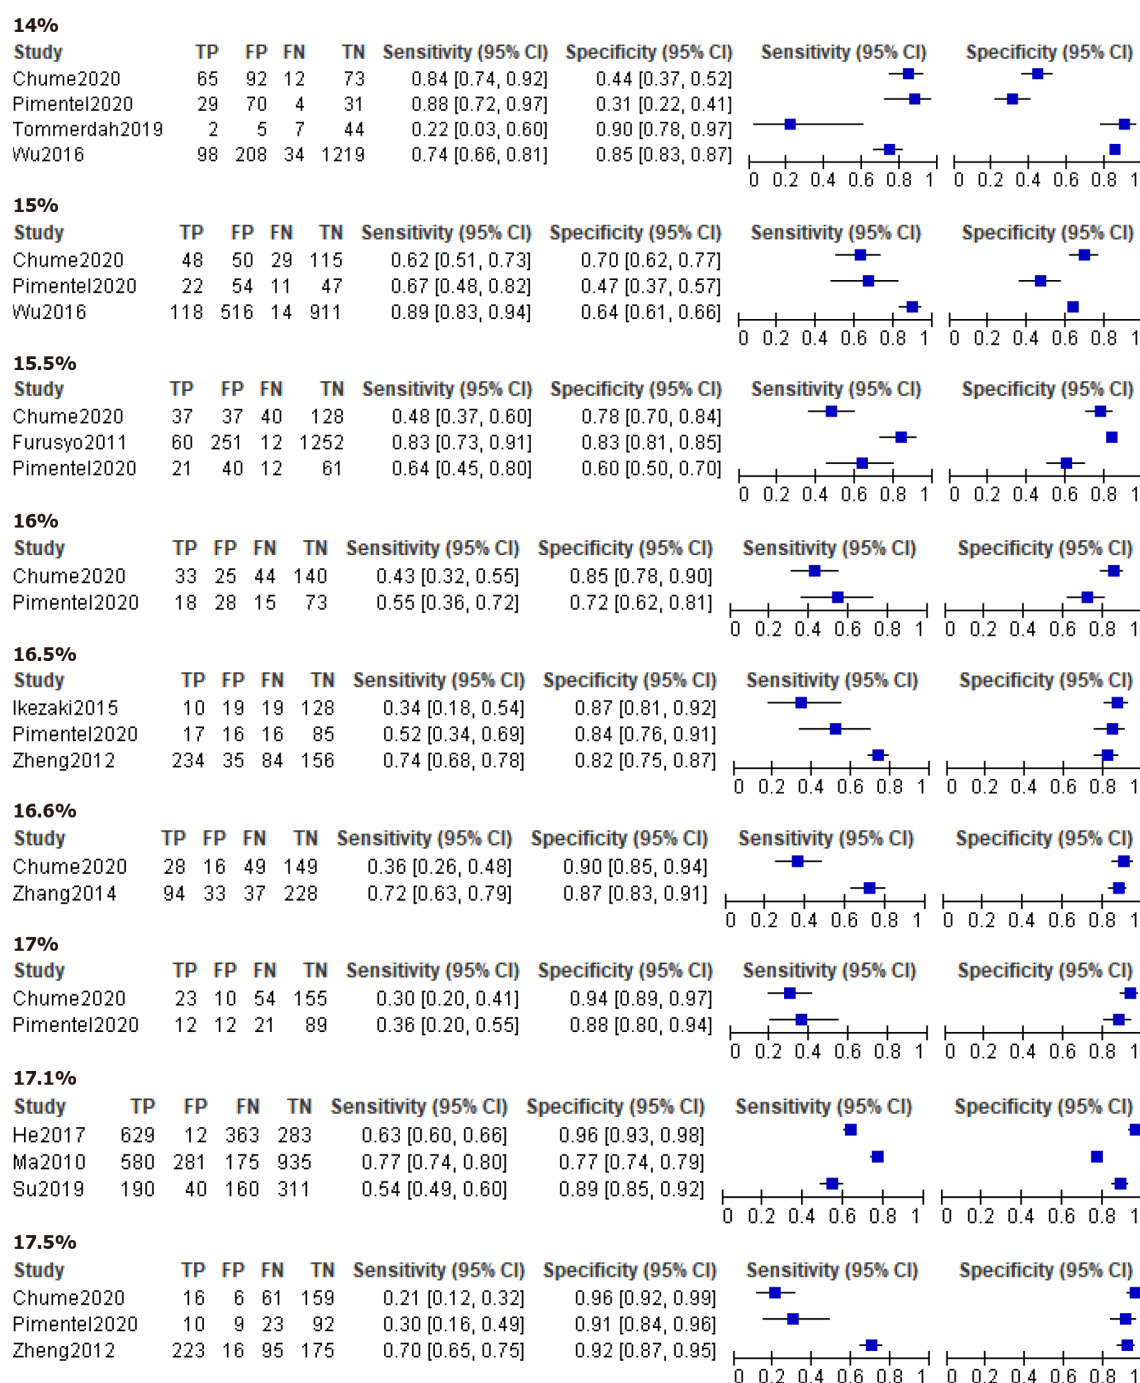 14%
Study TP FP FN TN Sensitivity (95% CI) Specificity (95% CI) Sensitivity (95% CI) Specificity (95% CI)
Chume2020 65 92 12 73 0.84 [0.74, 0.92] 0.44 [0.37, 0.52]
Pimentel2020 29 70 4 31 0.88 [0.72, 0.97] 0.31 [0.22, 0.41]
Tommerdah2019 2 5 7 44 0.22 [0.03, 0.60] 0.90 [0.78, 0.97]
Wu2016 98 208 34 1219 0.74 [0.66, 0.81] 0.85 [0.83, 0.87]
0 0.2 0.4 0.6 0.8 1 0 0.2 0.4 0.6 0.8 1
15%
Study TP FP FN TN Sensitivity (95% CI) Specificity (95% CI) Sensitivity (95% CI) Specificity (95% CI)
Chume2020 48 50 29 115 0.62 [0.51, 0.73] 0.70 [0.62, 0.77]
Pimentel2020 22 54 11 47 0.67 [0.48, 0.82] 0.47 [0.37, 0.57]
Wu2016 118 516 14 911 0.89 [0.83, 0.94] 0.64 [0.61, 0.66]
0 0.2 0.4 0.6 0.8 1 0 0.2 0.4 0.6 0.8 1
15.5%
Study TP FP FN TN Sensitivity (95% CI) Specificity (95% CI) Sensitivity (95% CI) Specificity (95% CI)
Chume2020 37 37 40 128 0.48 [0.37, 0.60] 0.78 [0.70, 0.84]
Furusyo2011 60 251 12 1252 0.83 [0.73, 0.91] 0.83 [0.81, 0.85]
Pimentel2020 21 40 12 61 0.64 [0.45, 0.80] 0.60 [0.50, 0.70]
0 0.2 0.4 0.6 0.8 1 0 0.2 0.4 0.6 0.8 1
16%
Study TP FP FN TN Sensitivity (95% CI) Specificity (95% CI) Sensitivity (95% CI) Specificity (95% CI)
Chume2020 33 25 44 140 0.43 [0.32, 0.55] 0.85 [0.78, 0.90]
Pimentel2020 18 28 15 73 0.55 [0.36, 0.72] 0.72 [0.62, 0.81]
0 0.2 0.4 0.6 0.8 1 0 0.2 0.4 0.6 0.8 1
16.5%
Study TP FP FN TN Sensitivity (95% CI) Specificity (95% CI) Sensitivity (95% CI) Specificity (95% CI)
Ikezaki2015 10 19 19 128 0.34 [0.18, 0.54] 0.87 [0.81, 0.92]
Pimentel2020 17 16 16 85 0.52 [0.34, 0.69] 0.84 [0.76, 0.91]
Zheng2012 234 35 84 156 0.74 [0.68, 0.78] 0.82 [0.75, 0.87]
0 0.2 0.4 0.6 0.8 1 0 0.2 0.4 0.6 0.8 1
16.6%
Study TP FP FN TN Sensitivity (95% CI) Specificity (95% CI) Sensitivity (95% CI) Specificity (95% CI)
Chume2020 28 16 49 149 0.36 [0.26, 0.48] 0.90 [0.85, 0.94]
Zhang2014 94 33 37 228 0.72 [0.63, 0.79] 0.87 [0.83, 0.91]
0 0.2 0.4 0.6 0.8 1 0 0.2 0.4 0.6 0.8 1
17%
Study TP FP FN TN Sensitivity (95% CI) Specificity (95% CI) Sensitivity (95% CI) Specificity (95% CI)
Chume2020 23 10 54 155 0.30 [0.20, 0.41] 0.94 [0.89, 0.97]
Pimentel2020 12 12 21 89 0.36 [0.20, 0.55] 0.88 [0.80, 0.94]
0 0.2 0.4 0.6 0.8 1 0 0.2 0.4 0.6 0.8 1
17.1%
Study TP FP FN TN Sensitivity (95% CI) Specificity (95% CI) Sensitivity (95% CI) Specificity (95% CI)
He2017 629 12 363 283 0.63 [0.60, 0.66] 0.96 [0.93, 0.98]
Ma2010 580 281 175 935 0.77 [0.74, 0.80] 0.77 [0.74, 0.79]
Su2019 190 40 160 311 0.54 [0.49, 0.60] 0.89 [0.85, 0.92]
0 0.2 0.4 0.6 0.8 1 0 0.2 0.4 0.6 0.8 1
17.5%
Study TP FP FN TN Sensitivity (95% CI) Specificity (95% CI) Sensitivity (95% CI) Specificity (95% CI)
Chume2020 16 6 61 159 0.21 [0.12, 0.32] 0.96 [0.92, 0.99]
Pimentel2020 10 9 23 92 0.30 [0.16, 0.49] 0.91 [0.84, 0.96]
Zheng2012 223 16 95 175 0.70 [0.65, 0.75] 0.92 [0.87, 0.95]
0 0.2 0.4 0.6 0.8 1 0 0.2 0.4 0.6 0.8 1